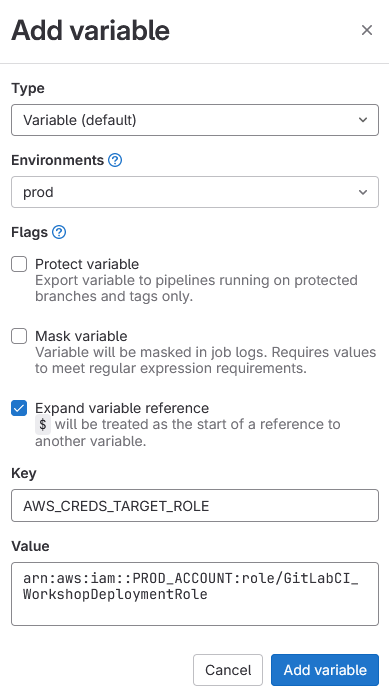 Add variable
Type
Variable (default)
Environments
prod
Flags
Protect variable
Export variable to pipelines running on protected
branches and tags only.
Mask variable
Variable will be masked in job logs. Requires values
to meet regular expression requirements.
Expand variable reference
$ will be treated as the start of a reference to
another variable.
Key
AWS_CREDS_TARGET_ROLE
Value
arn:aws:iam::PROD_ACCOUNT:role/GitLabCI_
WorkshopDeploymentRole
Cancel
Add variable